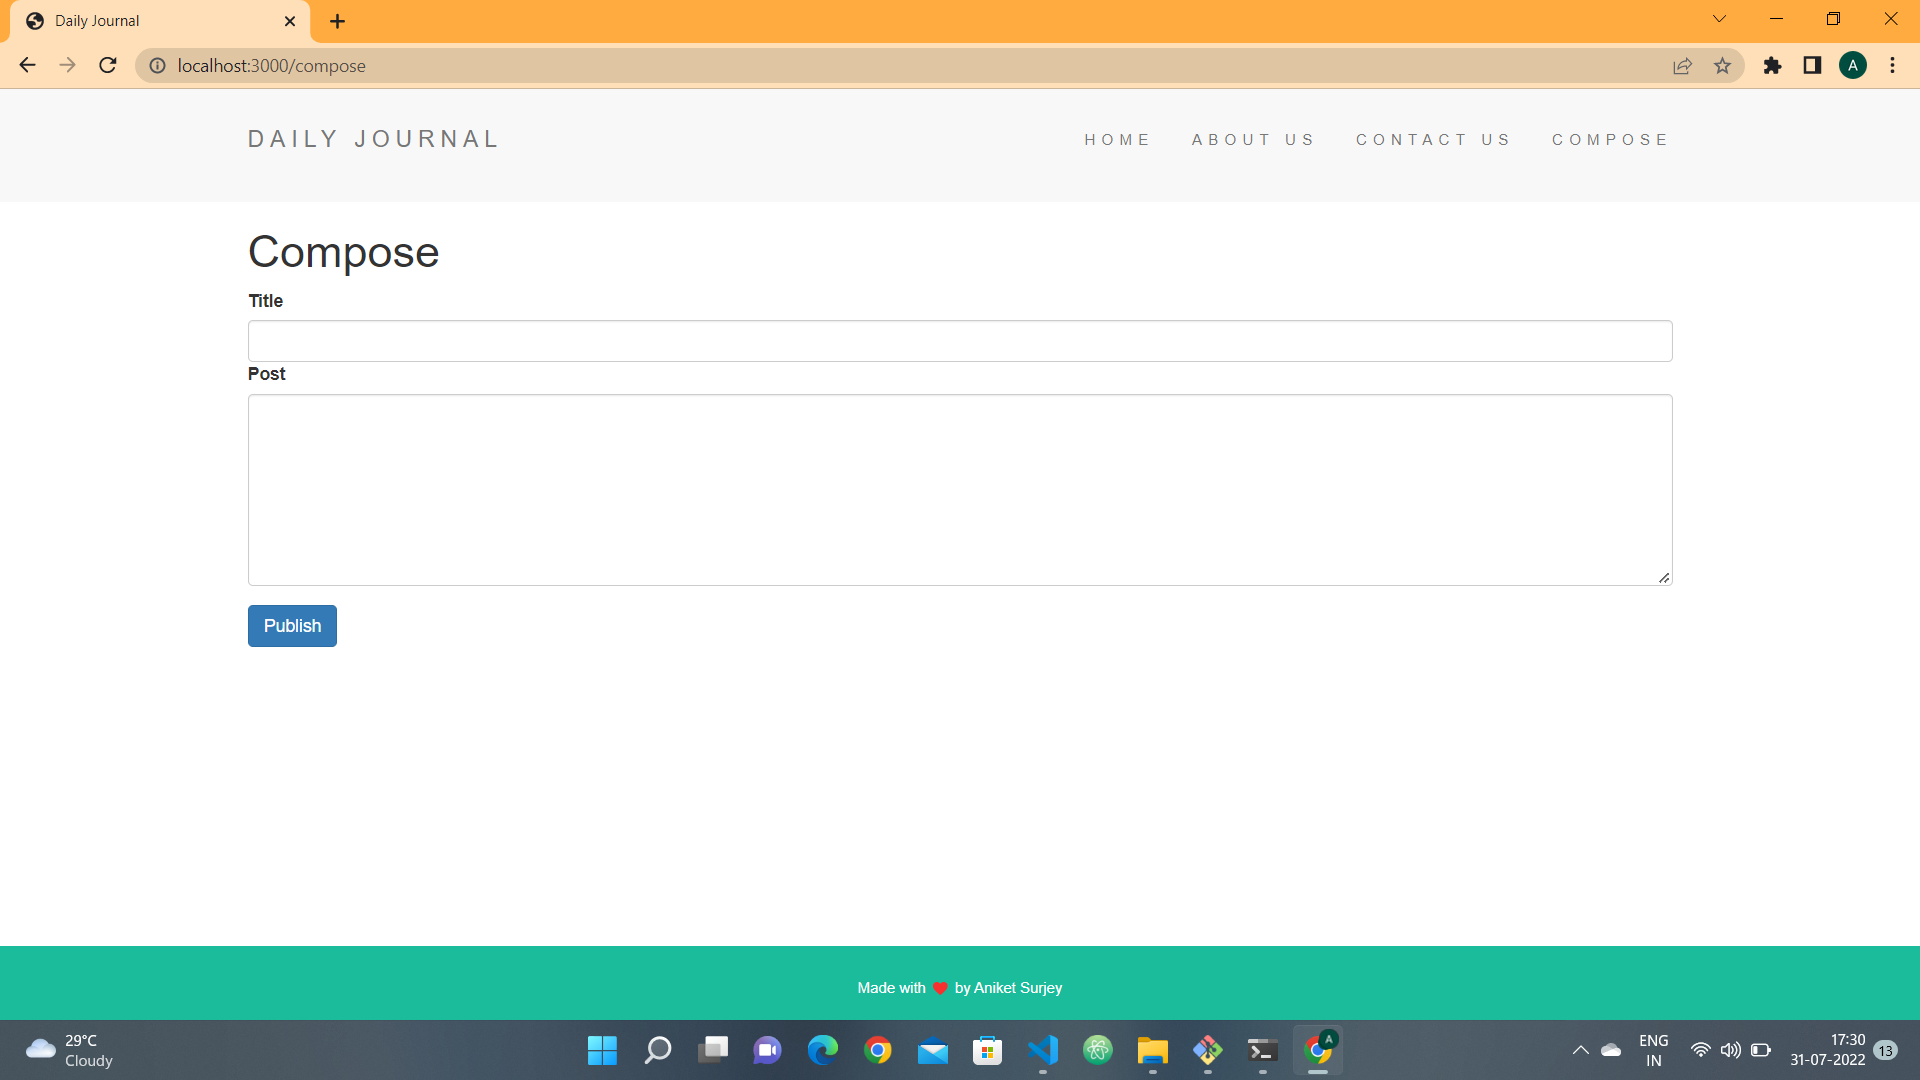 Daily Journal
localhost:3000/compose
A
DAILY JOURNAL
HOME ABOUT US CONTACT US COMPOSE
Compose
Title
Post
Publish
Made with ❤ by Aniket Surjey
29°C
Cloudy
A
ENG
IN
17:30
31-07-2022
13